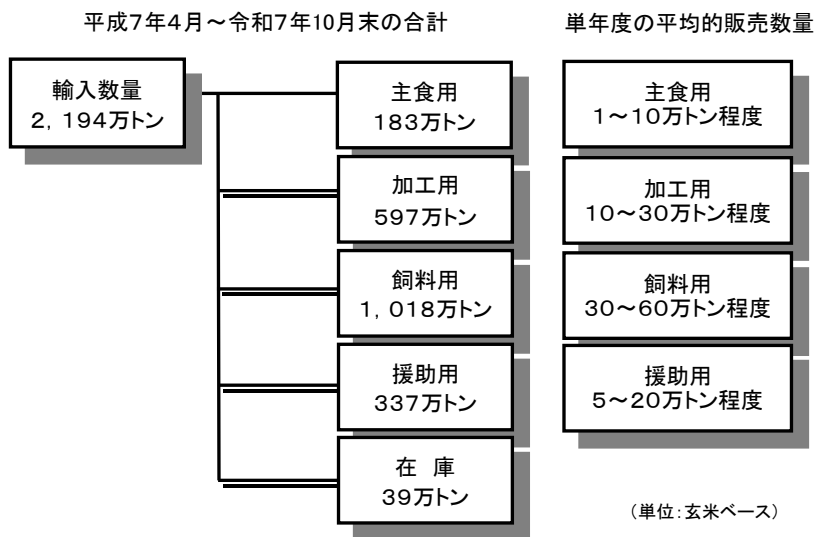 平成7年4月～令和7年10月末の合計
単年度の平均的販売数量
輸入数量
2，194万トン
主食用
183万トン
加工用
597万トン
飼料用
1，018万トン
援助用
337万トン
在　庫
39万トン
主食用
1～10万トン程度
加工用
10～30万トン程度
飼料用
30～60万トン程度
援助用
5～20万トン程度
（単位：玄米ベース）